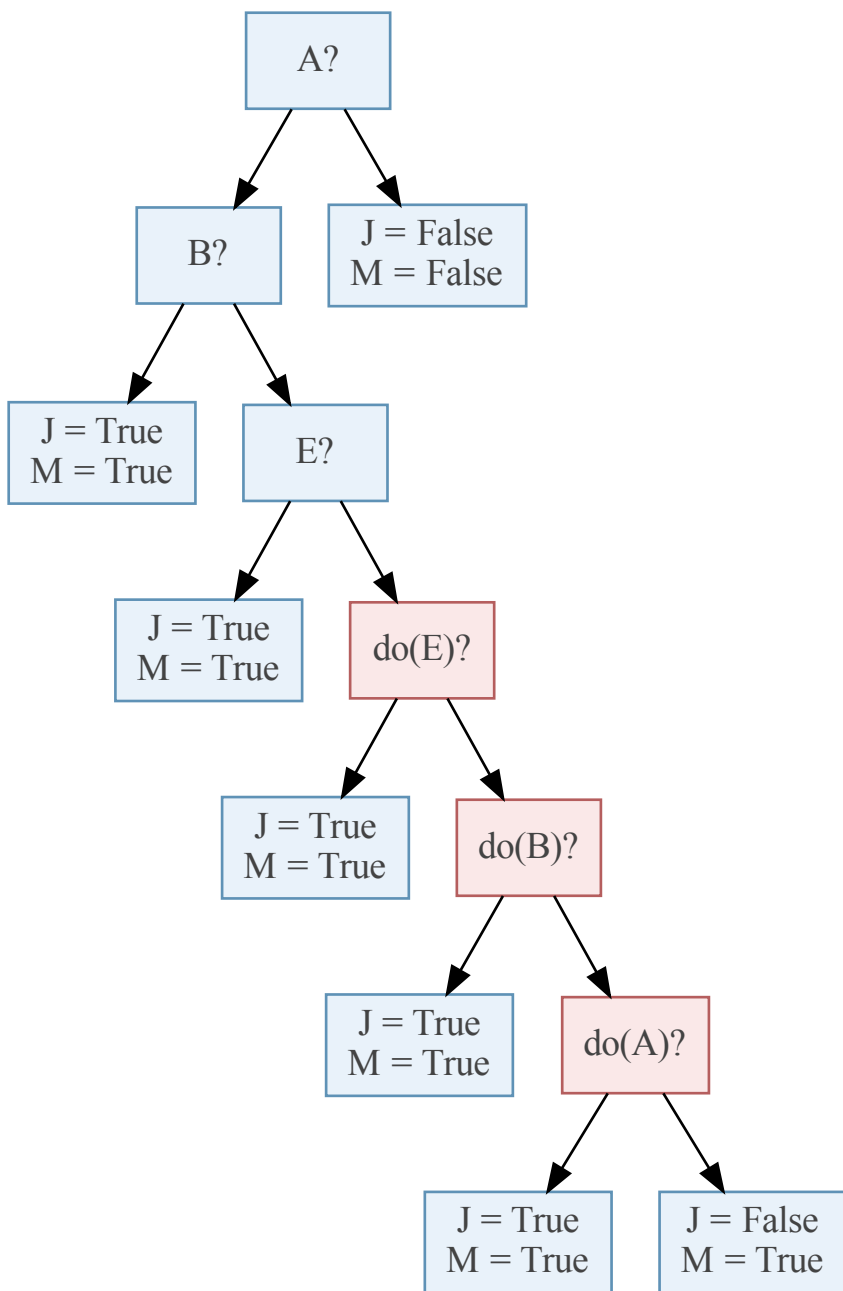 A?
B?
J = False
M = False
J = True
M = True
E?
J = True
M = True
do(E)?
J = True
M = True
do(B)?
J = True
M = True
do(A)?
J = True
M = True
J = False
M = True